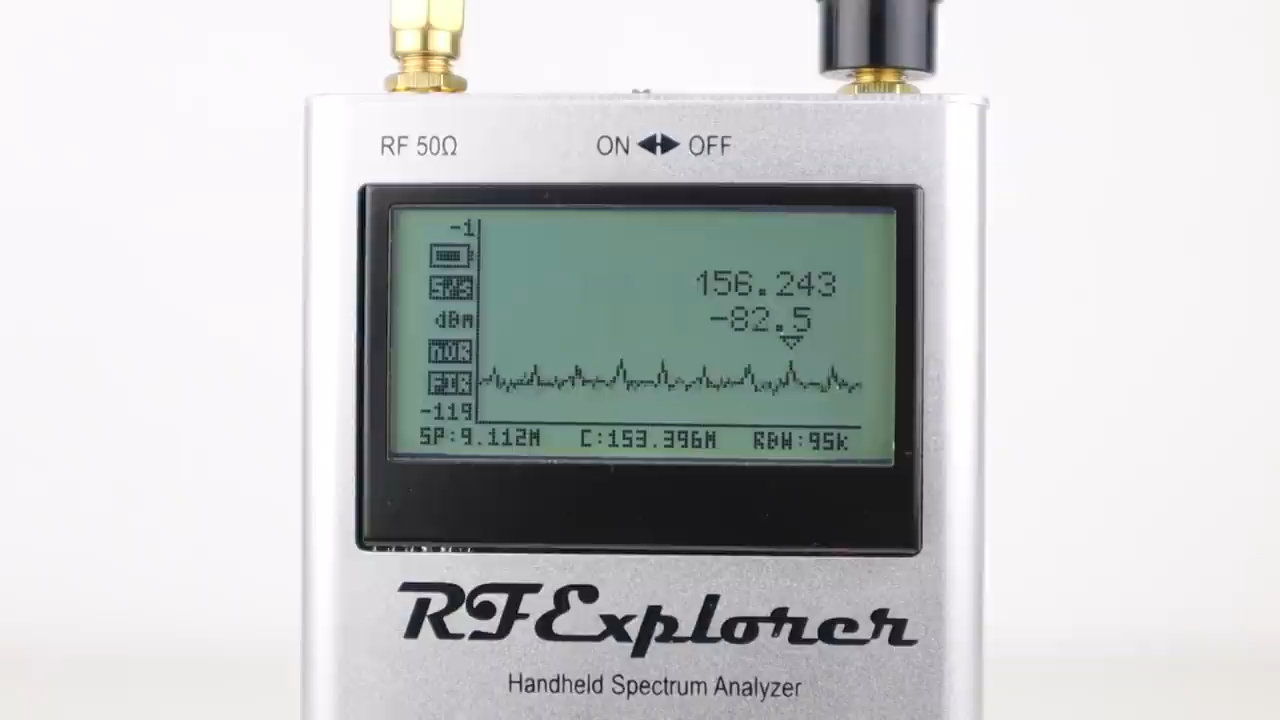 RF 50Ω ON OFF
-1
156.243
dBm
-82.5
-119
SP:9.112M C:153.396M RBW:95k
RFExplorer
Handheld Spectrum Analyzer